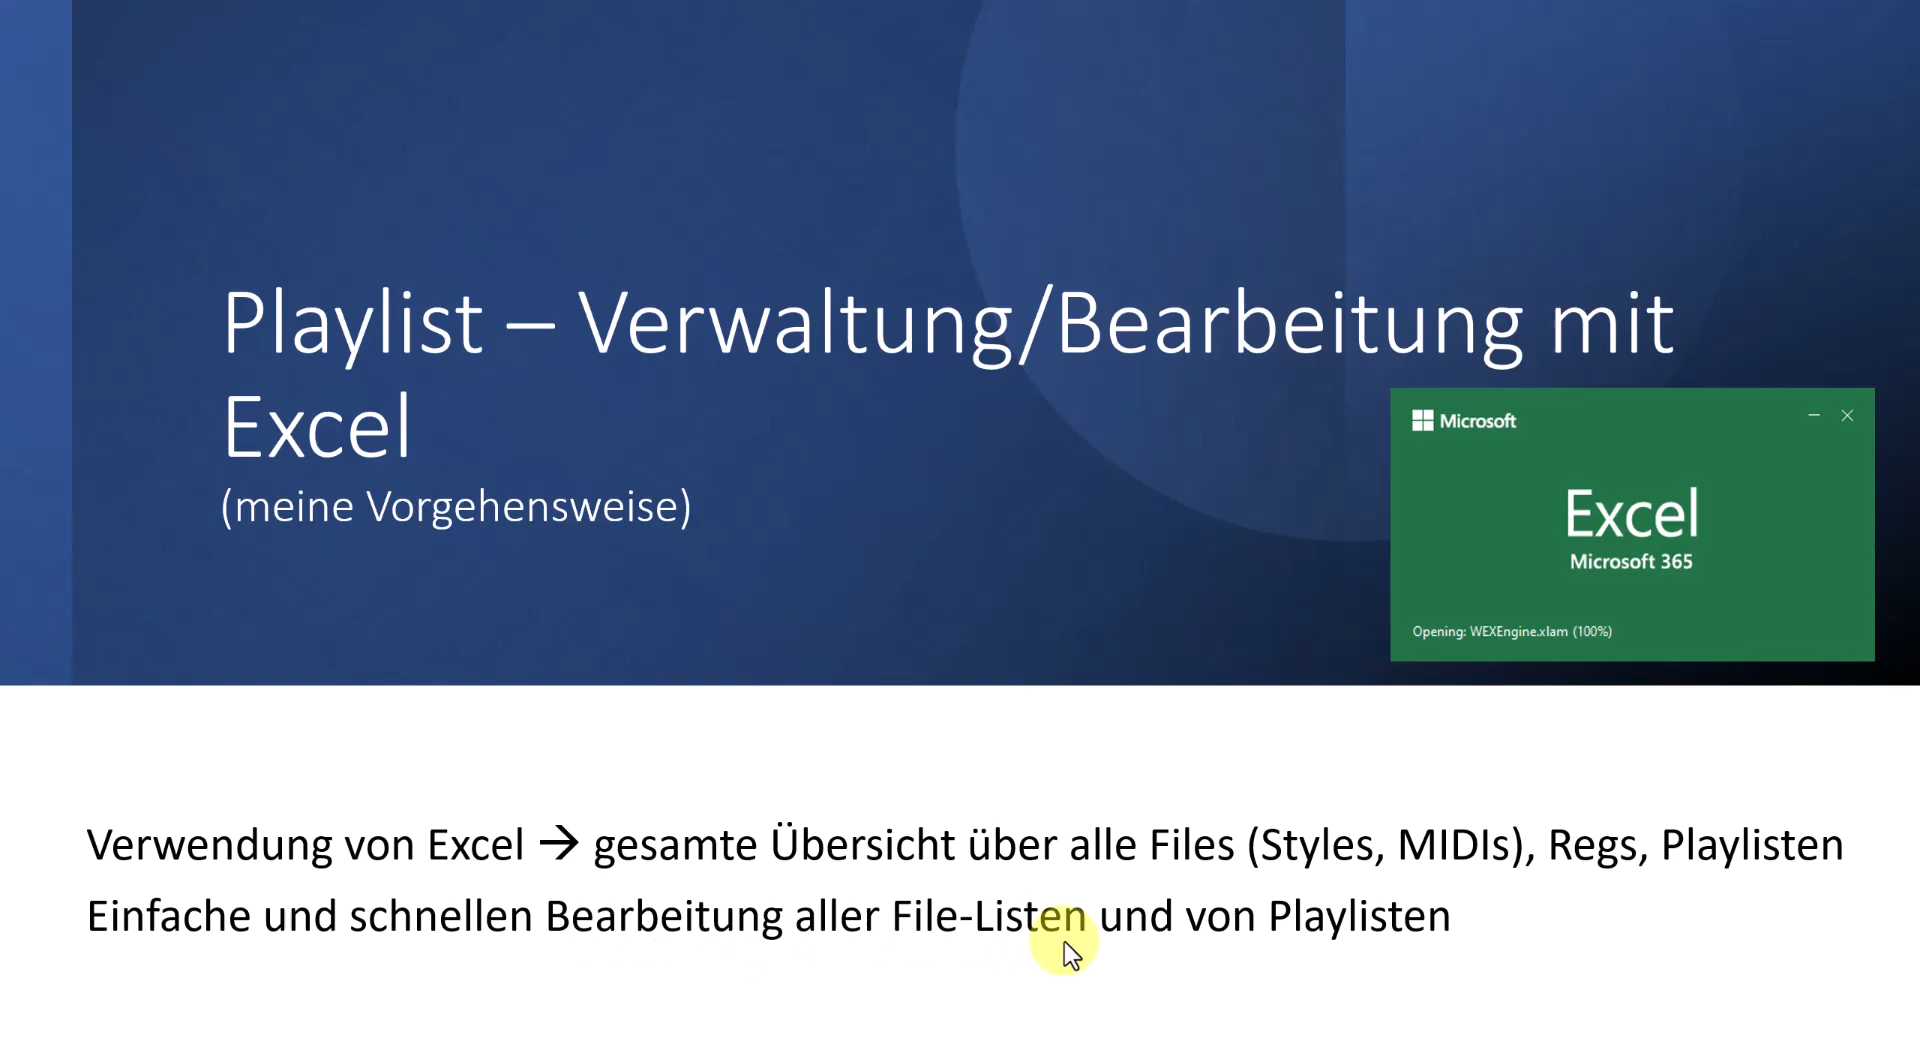 Playlist – Verwaltung/Bearbeitung mit
Excel
(meine Vorgehensweise)
Microsoft
Excel
Microsoft 365
Opening: WEXEngine.xlam (100%)
Verwendung von Excel → gesamte Übersicht über alle Files (Styles, MIDIs), Regs, Playlisten
Einfache und schnellen Bearbeitung aller File-Listen und von Playlisten